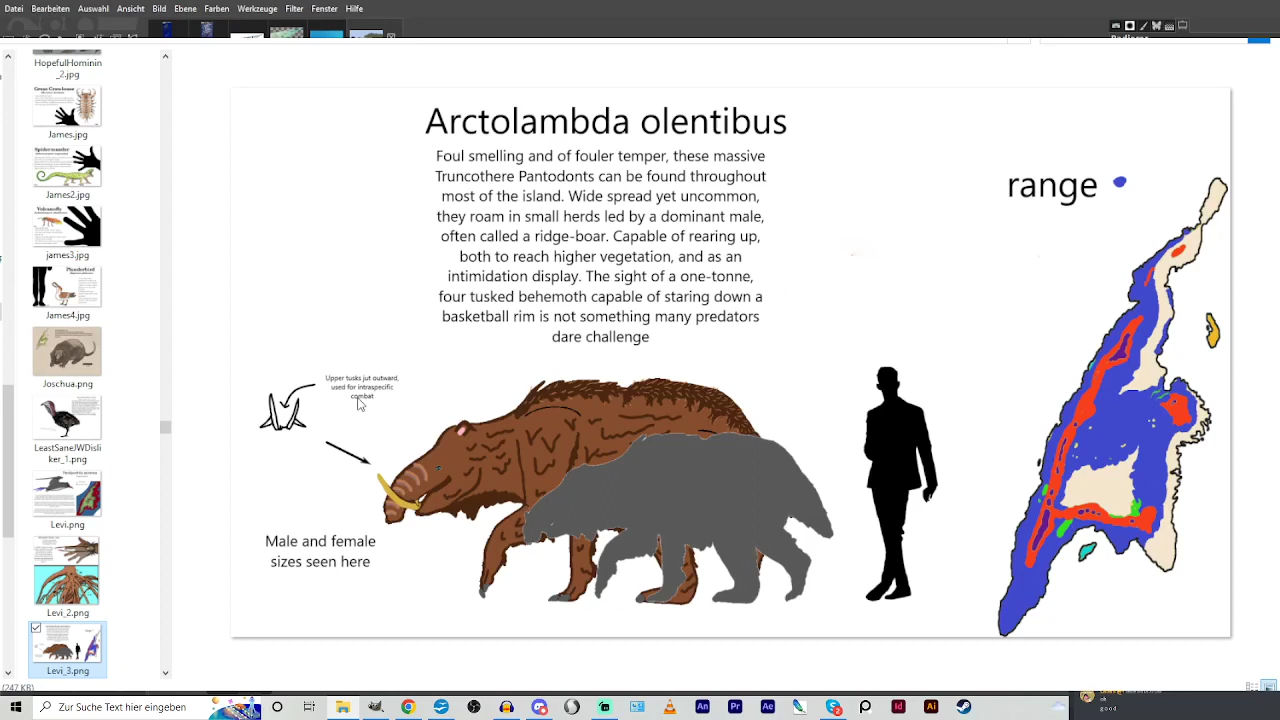 Datei Bearbeiten Auswahl Ansicht Bild Ebene Farben Werkzeuge Filter Fenster Hilfe
HopefulHominin
_2.jpg
James.jpg
James2.jpg
james3.jpg
James4.jpg
Joschua.png
LeastSaneJWDisli
ker_1.png
Levi.png
Levi_2.png
Levi_3.png
Arctolambda olentibus
Foul smelling and of fouler temper, these massive
Truncothere Pantodonts can be found throughout
most of the island. Wide spread yet uncommon,
they roam in small herds led by a dominant male,
often called a ridge boar. Capable of rearing up,
both to reach higher vegetation, and as an
intimidation display. The sight of a one-tonne,
four tusked behemoth capable of staring down a
basketball rim is not something many predators
dare challenge
range
Upper tusks jut outward,
used for intraspecific
combat
Male and female
sizes seen here
(247 KB)
Zur Suche Text hier eingeben
good